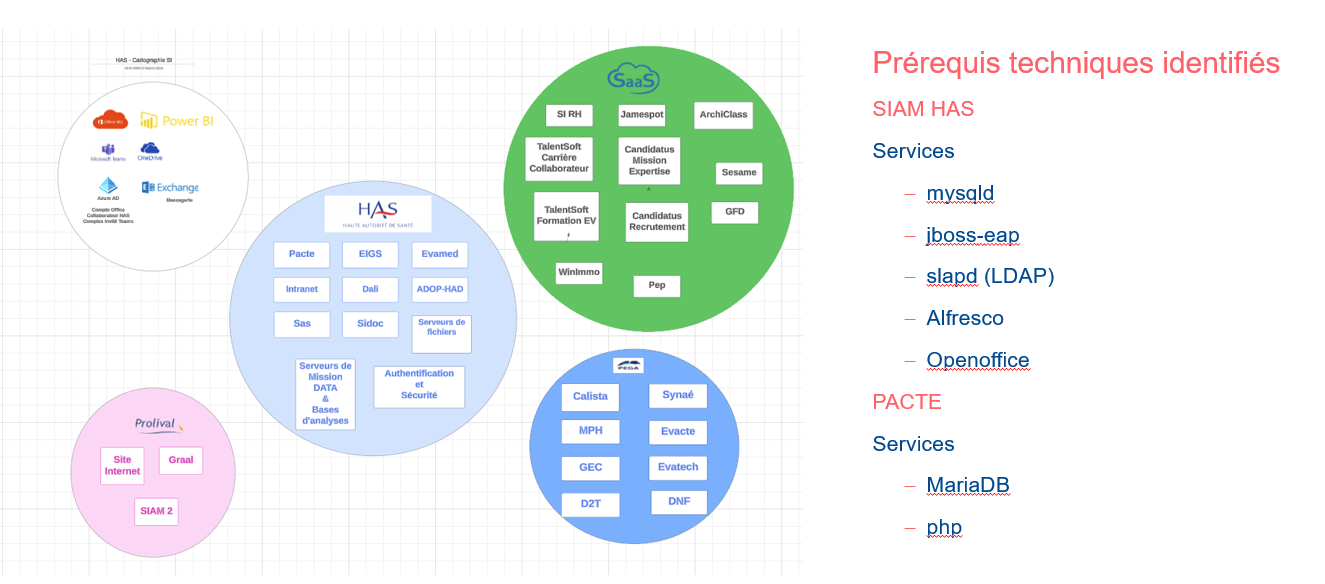 HAS - Cartographie SI
Office 365
Power BI
Microsoft Teams
OneDrive
Azure AD
Exchange
Messagerie
Compte Office
Collaborateur HAS
Comptes Invité Teams
HAS
HAUTE AUTORITÉ DE SANTÉ
Pacte
EIGS
Evamed
Intranet
Dali
ADOP-HAD
Sas
Sidoc
Serveurs de
fichiers
Serveurs de
Mission
DATA
&
Bases
d'analyses
Authentification
et
Sécurité
Prolival
Site
Internet
Graal
SIAM 2
SaaS
SI RH
Jamespot
ArchiClass
TalentSoft
Carrière
Collaborateur
Candidatus
Mission
Expertise
Sesame
TalentSoft
Formation EV
Candidatus
Recrutement
GFD
WinImmo
Pep
PEGA
Calista
Synaé
MPH
Evacte
GEC
Evatech
D2T
DNF
Prérequis techniques identifiés
SIAM HAS
Services
– mysqld
– jboss-eap
– slapd (LDAP)
– Alfresco
– Openoffice
PACTE
Services
– MariaDB
– php